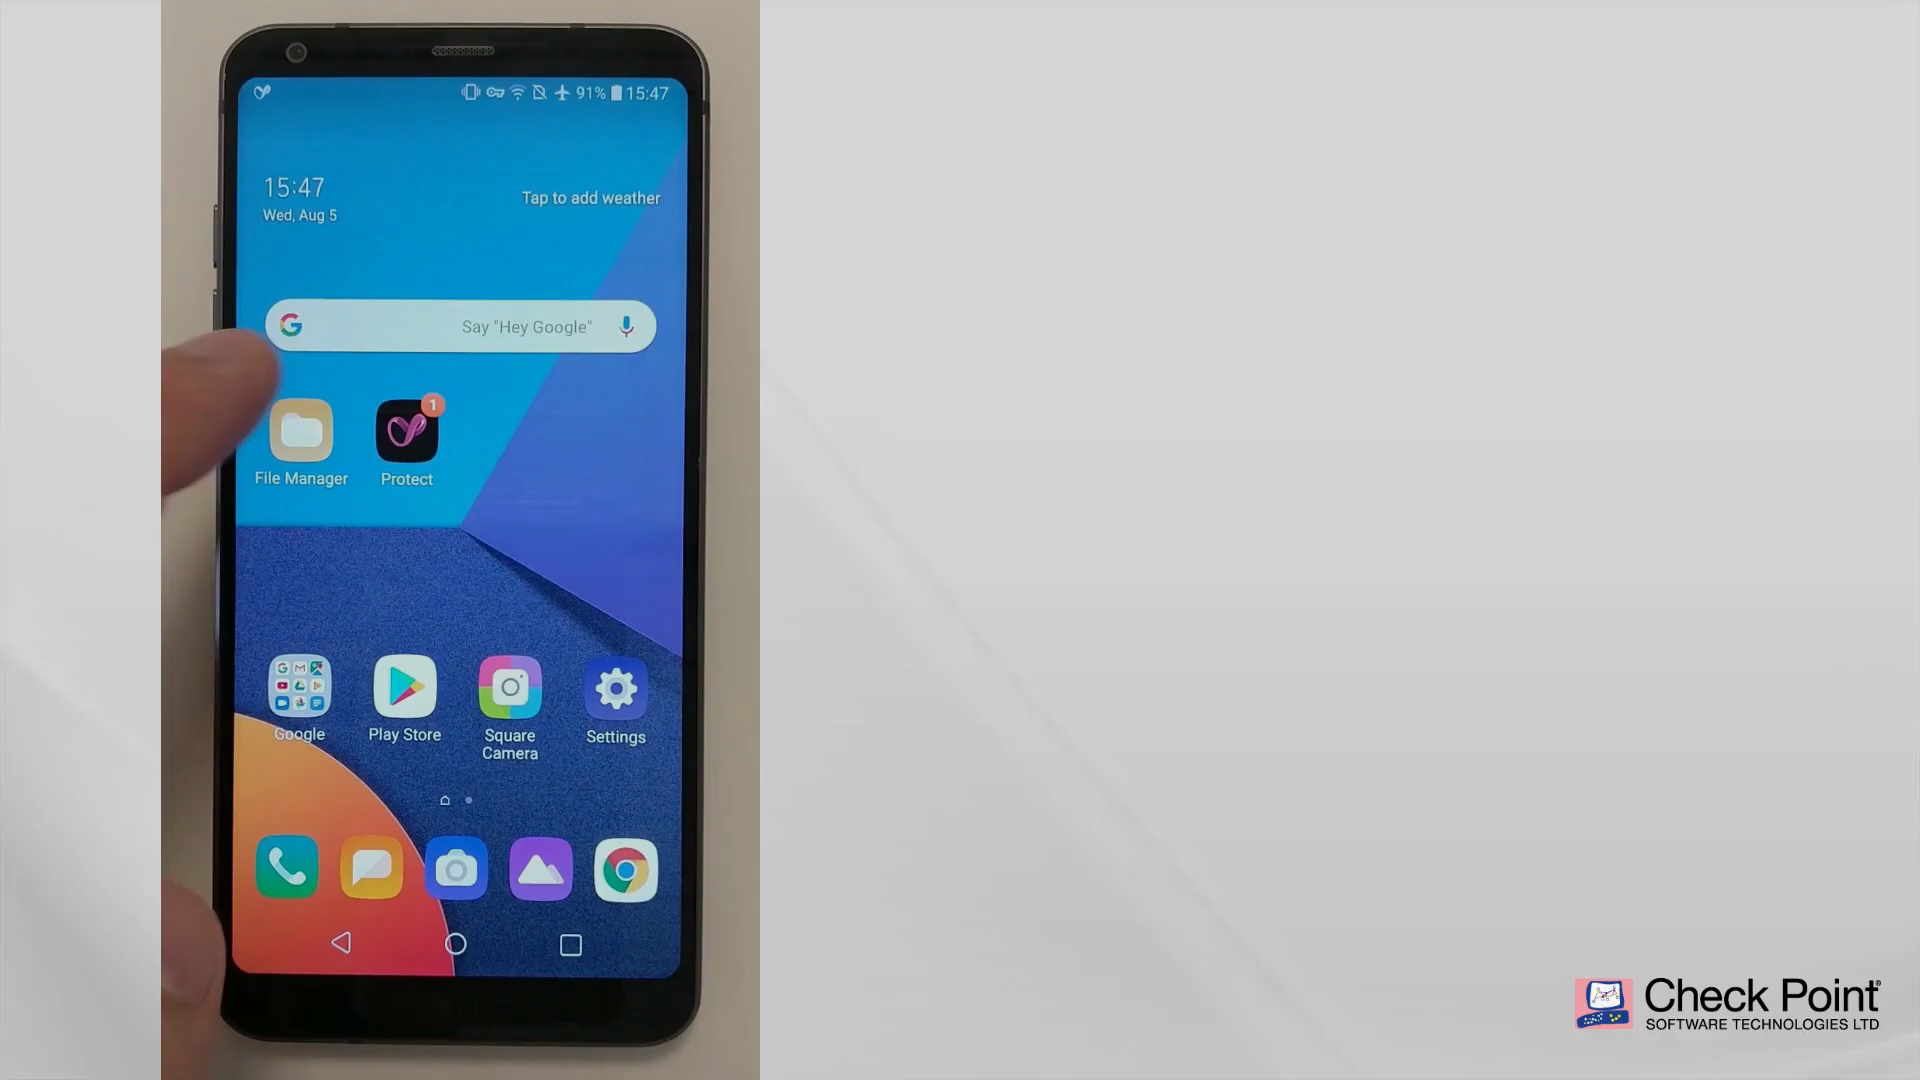 91% 15:47
15:47
Wed, Aug 5
Tap to add weather
Say "Hey Google"
1
File Manager
Protect
Google
Play Store
Square
Camera
Settings
Check Point
SOFTWARE TECHNOLOGIES LTD